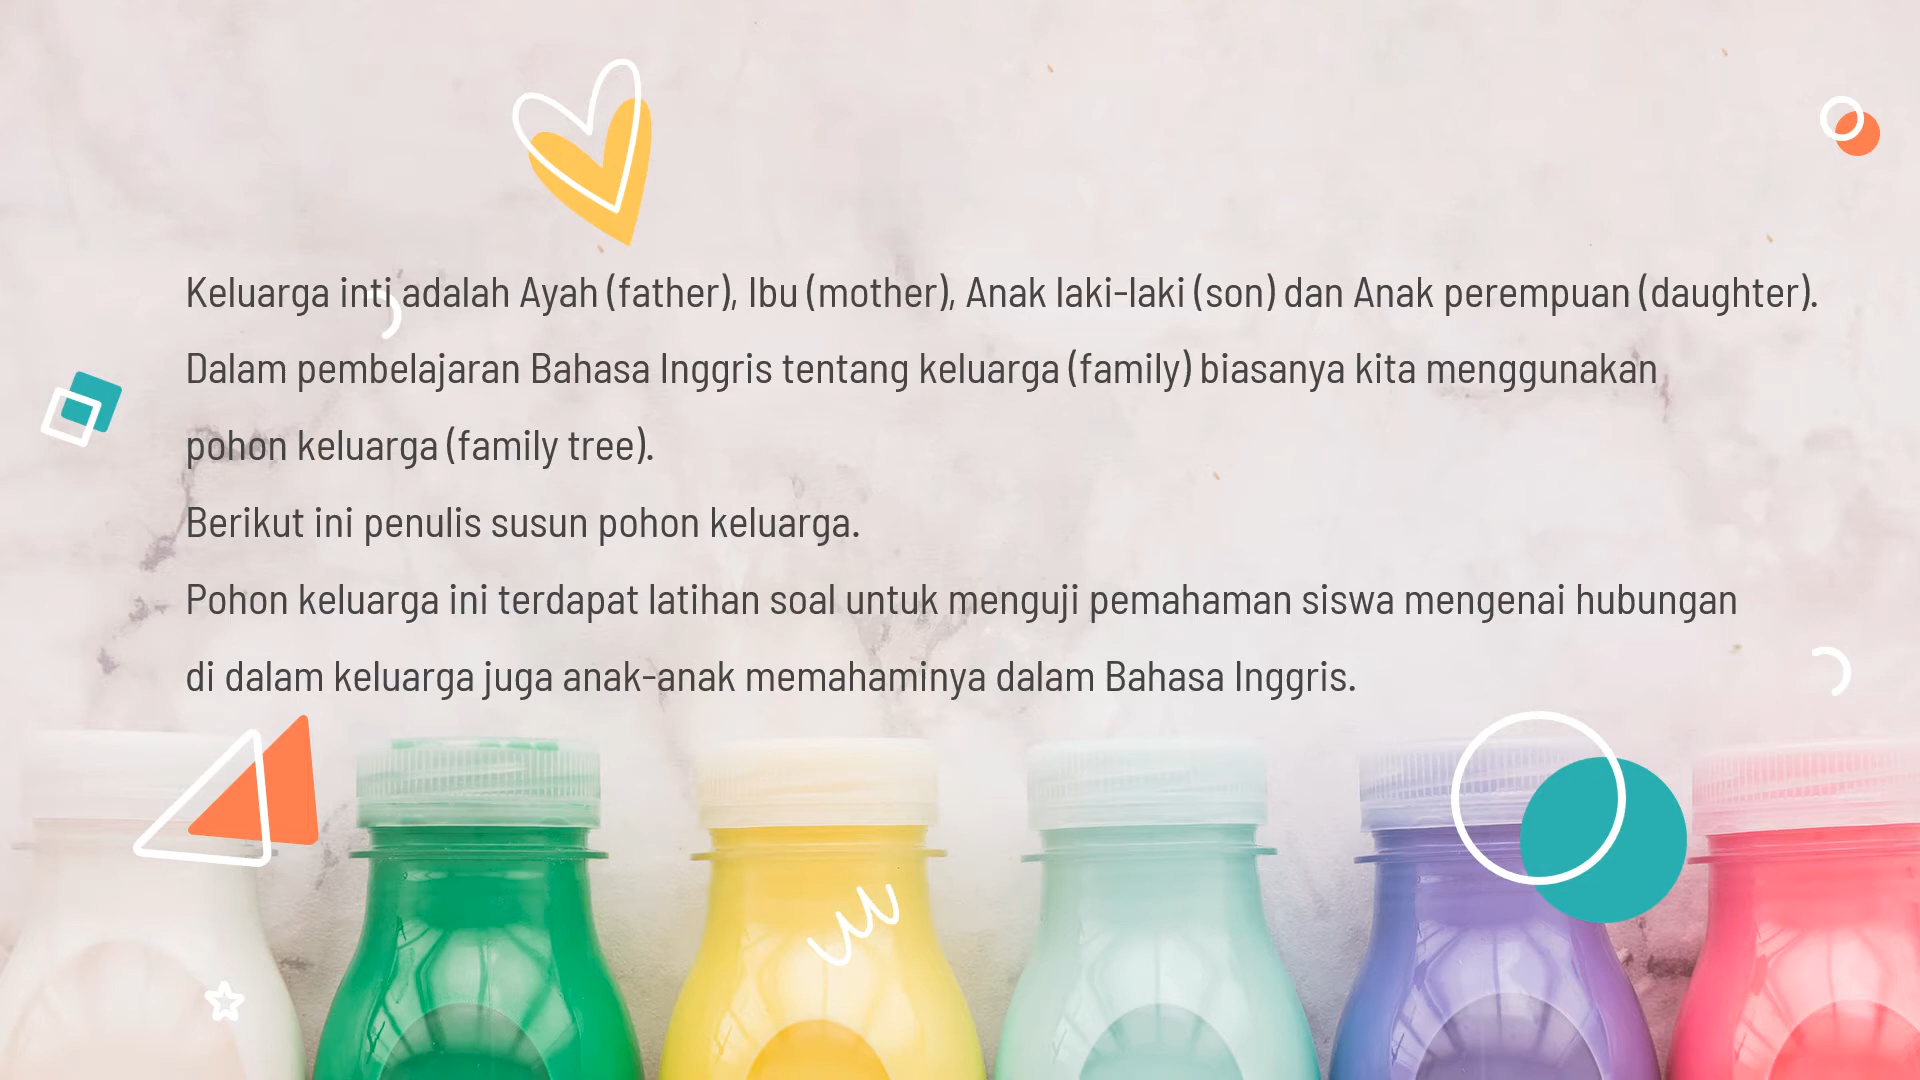 Keluarga inti adalah Ayah (father), Ibu (mother), Anak laki-laki (son) dan Anak perempuan (daughter).
Dalam pembelajaran Bahasa Inggris tentang keluarga (family) biasanya kita menggunakan
pohon keluarga (family tree).
Berikut ini penulis susun pohon keluarga.
Pohon keluarga ini terdapat latihan soal untuk menguji pemahaman siswa mengenai hubungan
di dalam keluarga juga anak-anak memahaminya dalam Bahasa Inggris.